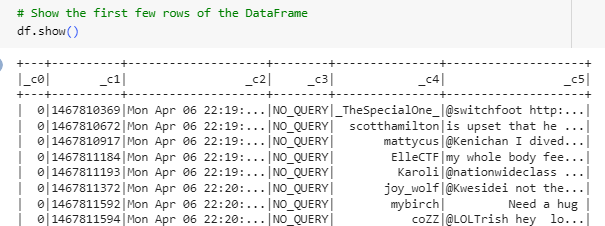 # Show the first few rows of the DataFrame
df.show()
+---+----------+--------------------+--------+---------------+--------------------+
|_c0|       _c1|                 _c2|     _c3|            _c4|                 _c5|
+---+----------+--------------------+--------+---------------+--------------------+
|  0|1467810369|Mon Apr 06 22:19:...|NO_QUERY|_TheSpecialOne_|@switchfoot http:...|
|  0|1467810672|Mon Apr 06 22:19:...|NO_QUERY|  scotthamilton|is upset that he ...|
|  0|1467810917|Mon Apr 06 22:19:...|NO_QUERY|       mattycus|@Kenichan I dived...|
|  0|1467811184|Mon Apr 06 22:19:...|NO_QUERY|        ElleCTF|my whole body fee...|
|  0|1467811193|Mon Apr 06 22:19:...|NO_QUERY|         Karoli|@nationwideclass ...|
|  0|1467811372|Mon Apr 06 22:20:...|NO_QUERY|       joy_wolf|@Kwesidei not the...|
|  0|1467811592|Mon Apr 06 22:20:...|NO_QUERY|        mybirch|         Need a hug |
|  0|1467811594|Mon Apr 06 22:20:...|NO_QUERY|           coZZ|@LOLTrish hey  lo...|